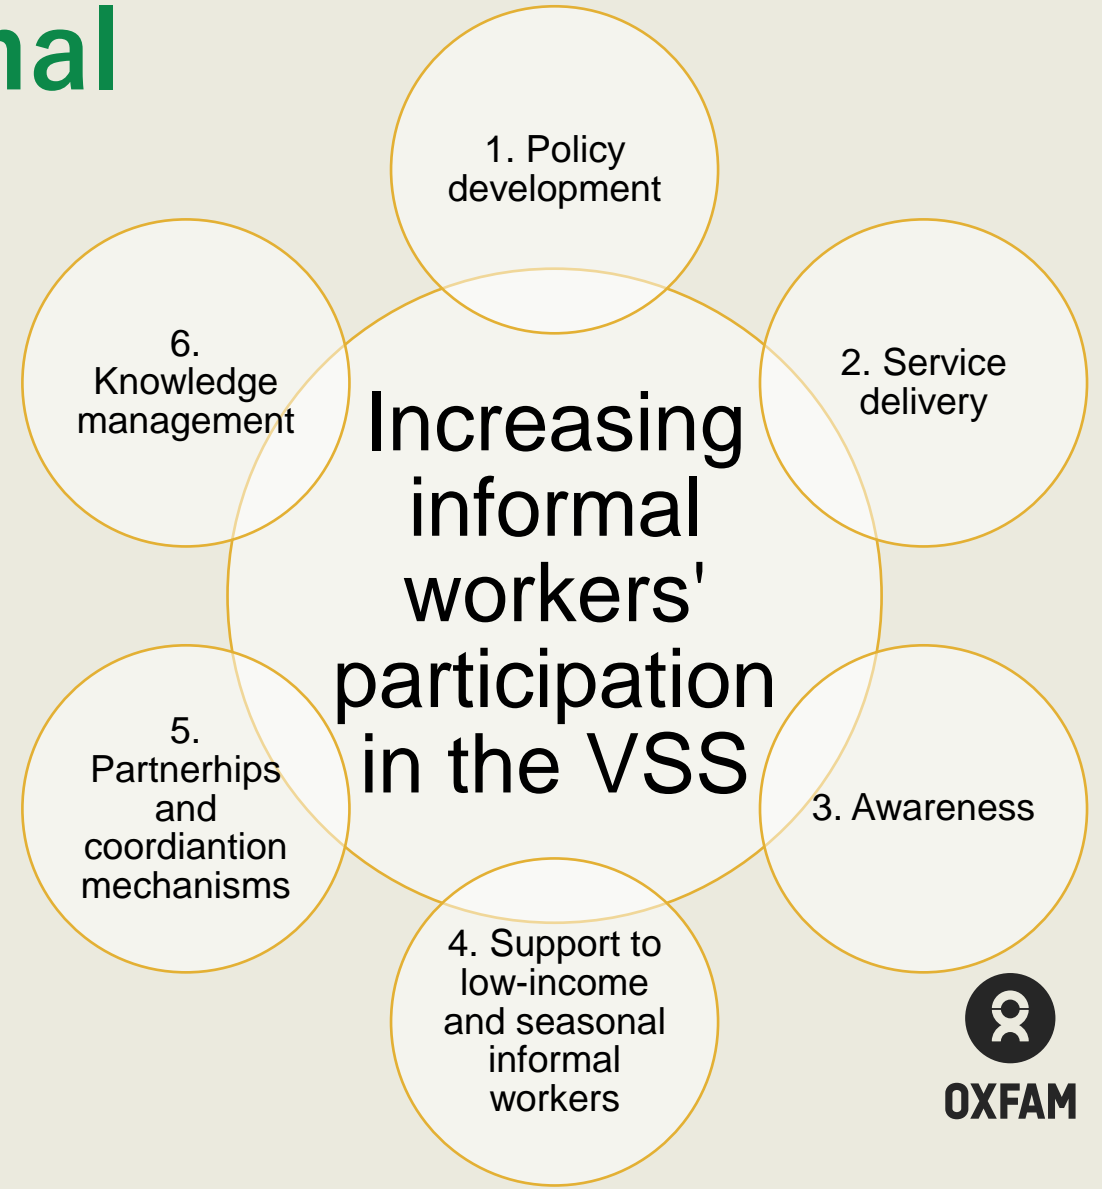 nal
1. Policy
development
2. Service
delivery
3. Awareness
4. Support to
low-income
and seasonal
informal
workers
5.
Partnerhips
and
coordiantion
mechanisms
6.
Knowledge
management
Increasing
informal
workers'
participation
in the VSS
OXFAM